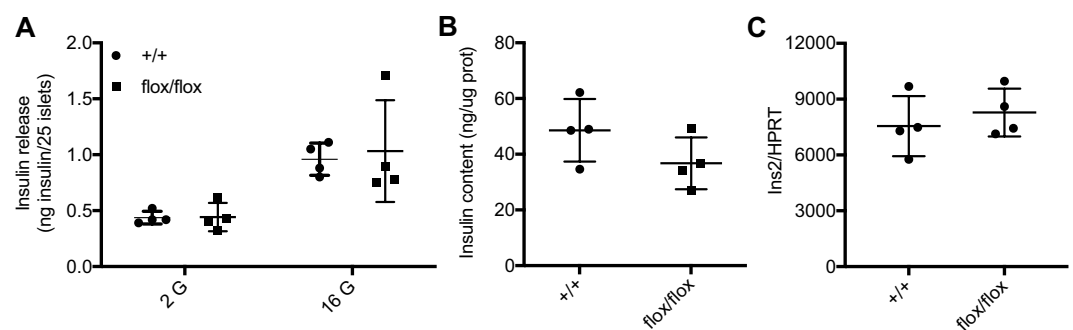 A
Insulin release
(ng insulin/25 islets)
2.0
1.5
1.0
0.5
0.0
+/+
flox/flox
2 G
16 G
B
Insulin content (ng/ug prot)
80
60
40
20
0
+/+
flox/flox
C
Ins2/HPRT
12000
9000
6000
3000
0
+/+
flox/flox